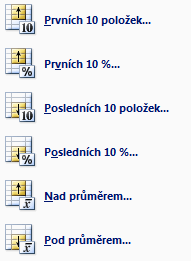 Prvních 10 položek...
Prvních 10 %...
Posledních 10 položek...
Posledních 10 %...
Nad průměrem...
Pod průměrem...